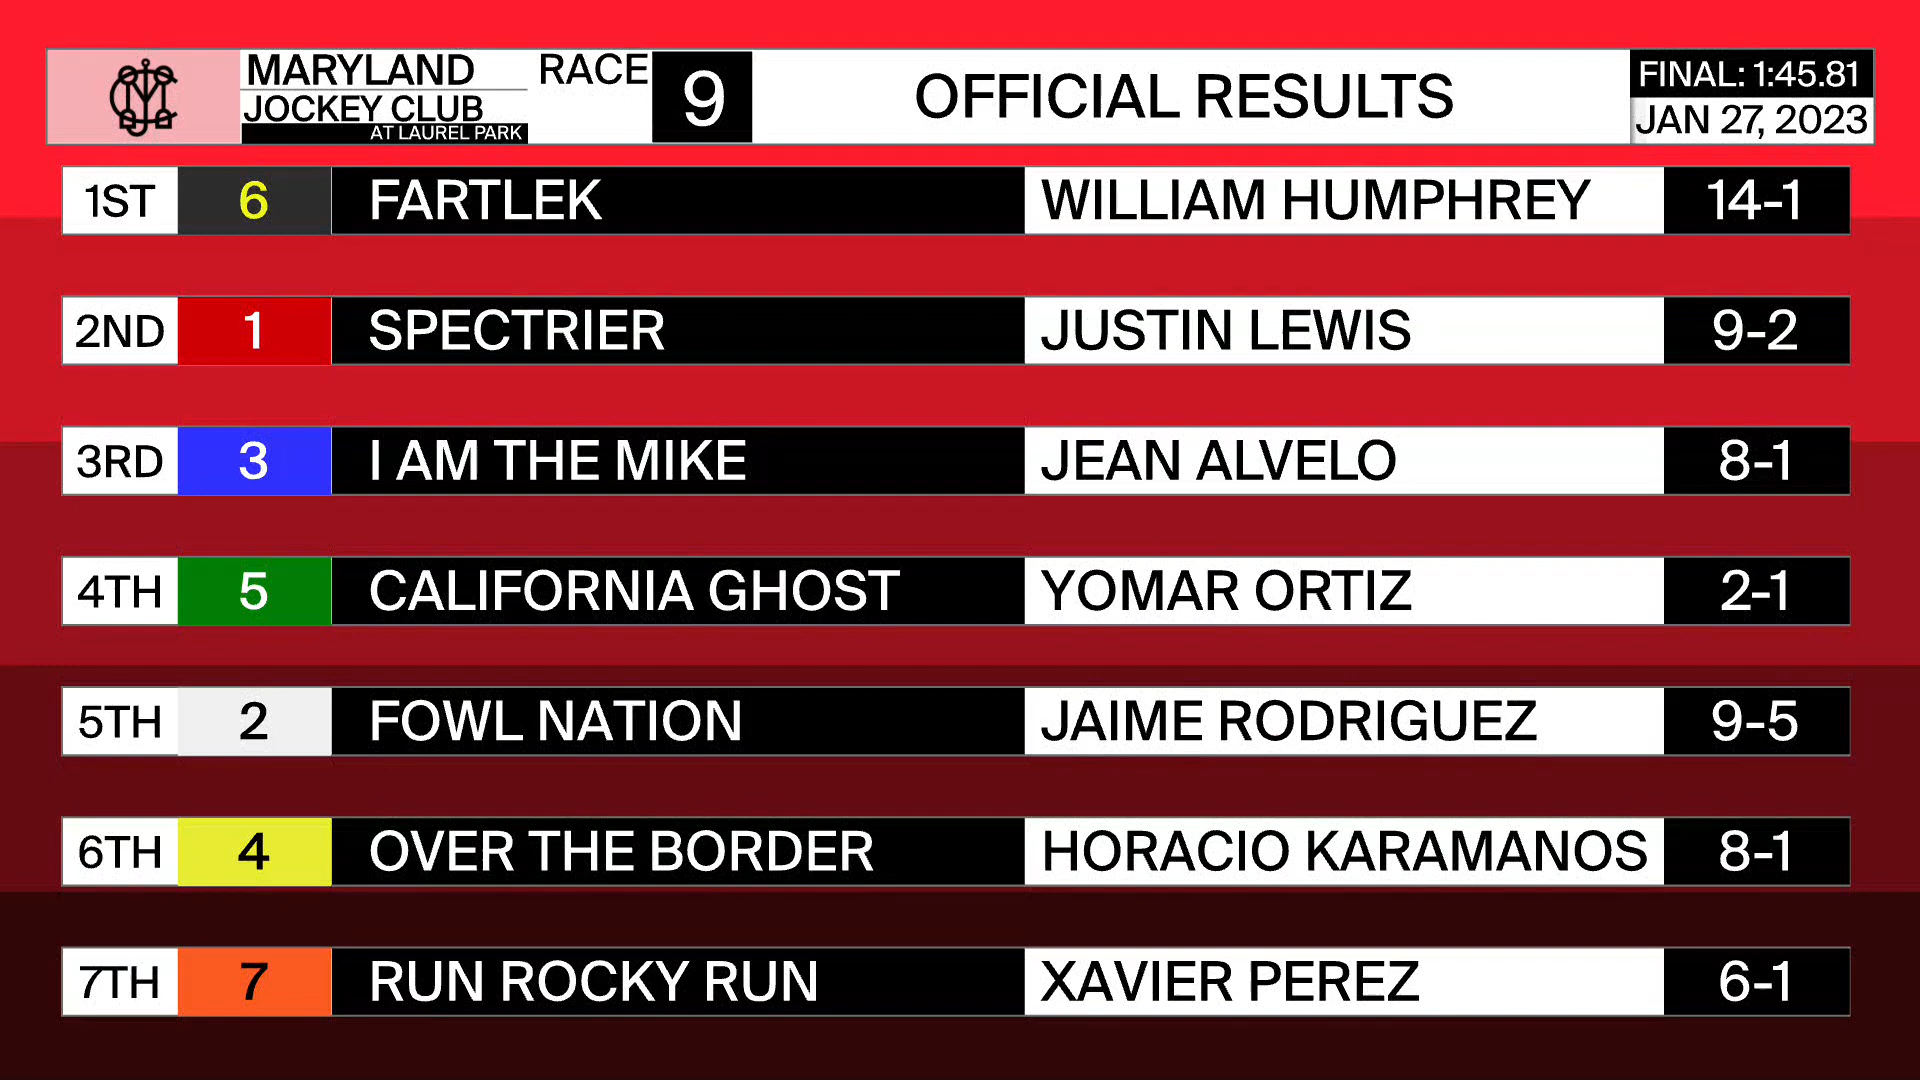 MARYLAND
JOCKEY CLUB
AT LAUREL PARK
RACE 9
OFFICIAL RESULTS
FINAL: 1:45.81
JAN 27, 2023
1ST 6 FARTLEK WILLIAM HUMPHREY 14-1
2ND 1 SPECTRIER JUSTIN LEWIS 9-2
3RD 3 I AM THE MIKE JEAN ALVELO 8-1
4TH 5 CALIFORNIA GHOST YOMAR ORTIZ 2-1
5TH 2 FOWL NATION JAIME RODRIGUEZ 9-5
6TH 4 OVER THE BORDER HORACIO KARAMANOS 8-1
7TH 7 RUN ROCKY RUN XAVIER PEREZ 6-1